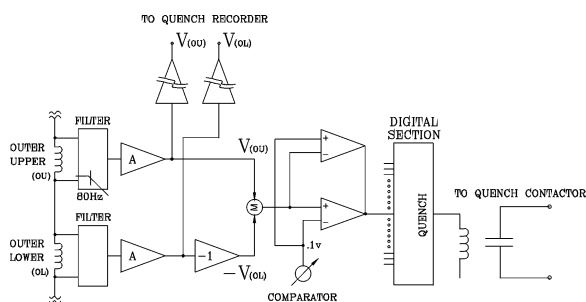 TO QUENCH RECORDER
V(OU)
V(OL)
FILTER
OUTER
UPPER
(OU)
A
80Hz
V(OU)
DIGITAL
SECTION
+
−
TO QUENCH CONTACTOR
M
QUENCH
FILTER
OUTER
LOWER
(OL)
A
−1
−V(OL)
+
−
.1v
COMPARATOR